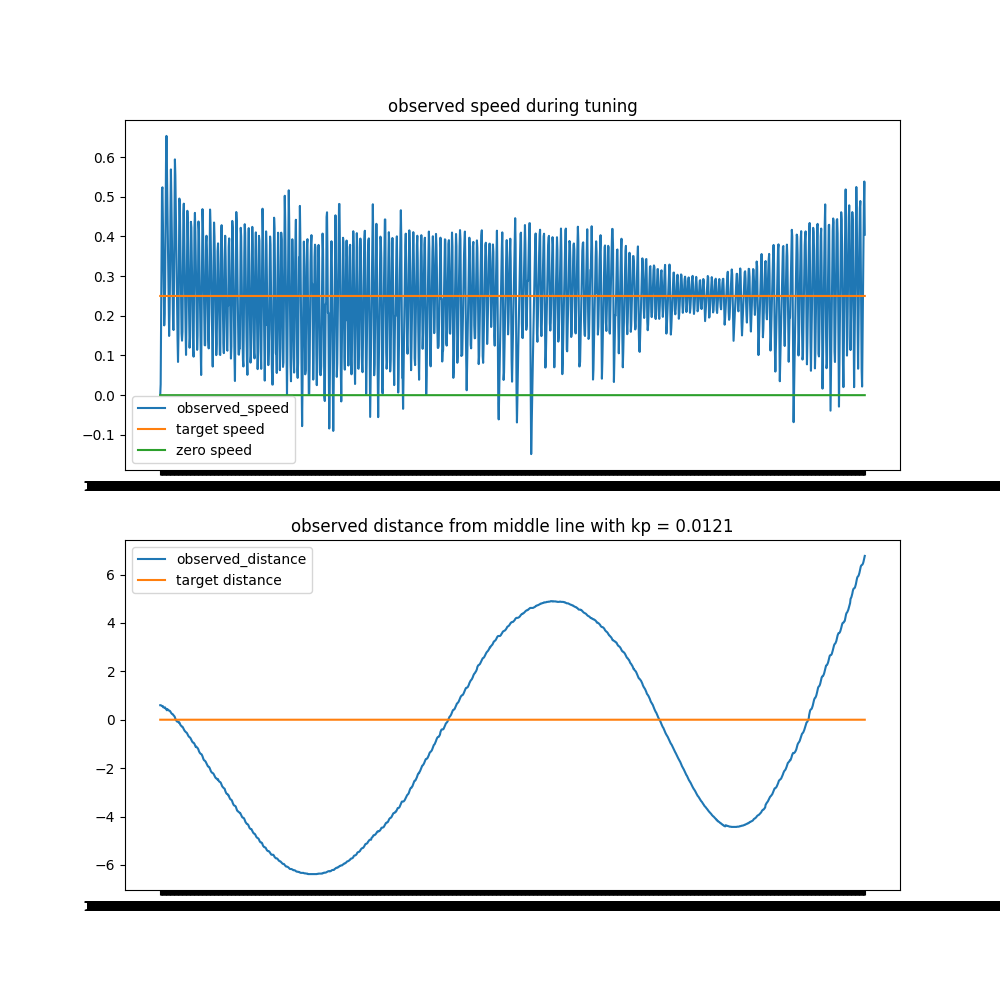 observed speed during tuning
0.6
0.5
0.4
0.3
0.2
0.1
0.0
−0.1
observed_speed
target speed
zero speed
observed distance from middle line with kp = 0.0121
6
4
2
0
−2
−4
−6
observed_distance
target distance